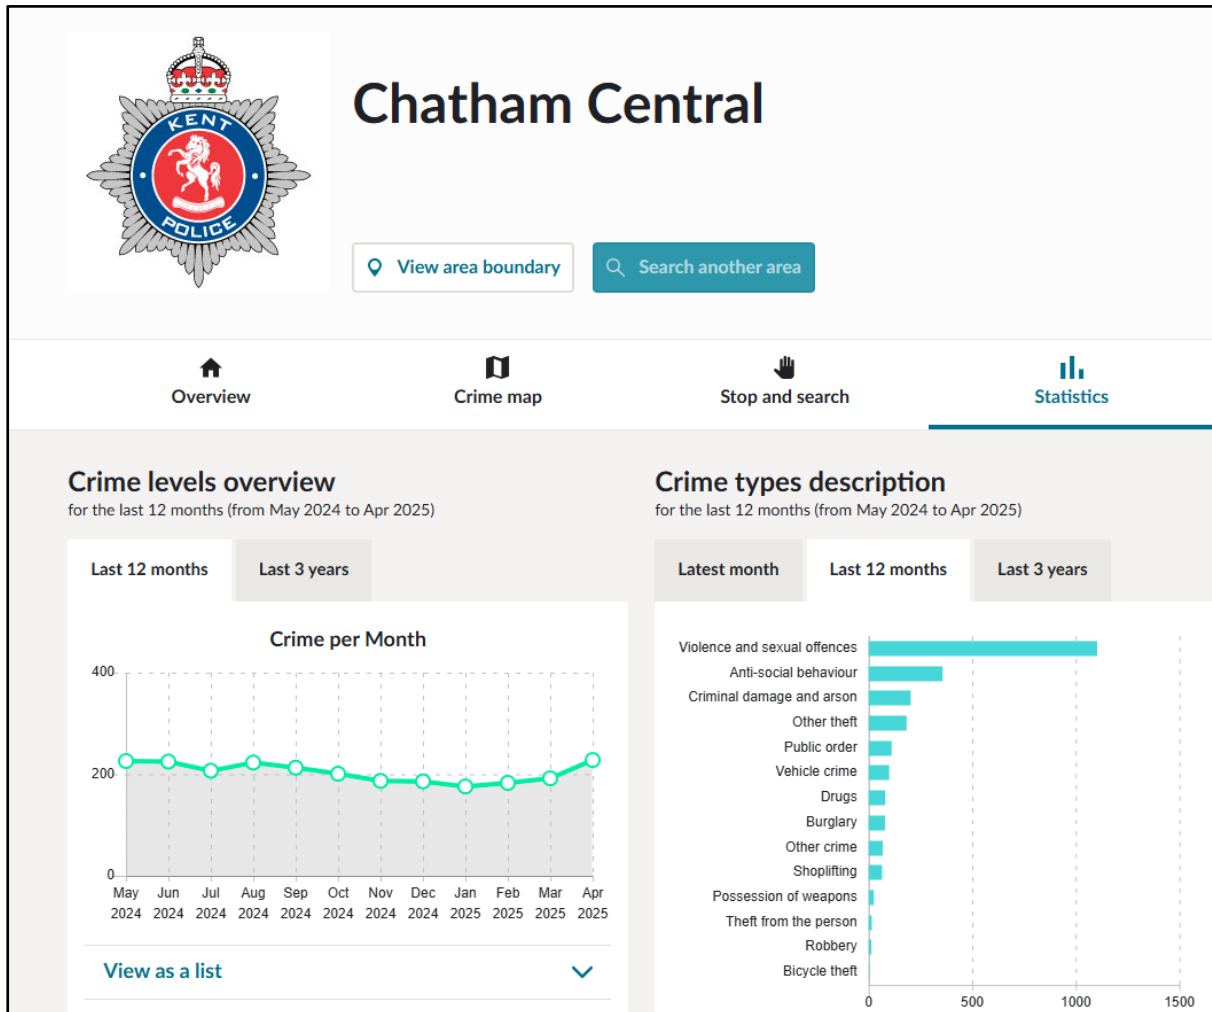 KENT
POLICE
Chatham Central
View area boundary
Search another area
Overview
Crime map
Stop and search
Statistics
Crime levels overview
for the last 12 months (from May 2024 to Apr 2025)
Last 12 months
Last 3 years
Crime per Month
400
200
0
May 2024
Jun 2024
Jul 2024
Aug 2024
Sep 2024
Oct 2024
Nov 2024
Dec 2024
Jan 2025
Feb 2025
Mar 2025
Apr 2025
View as a list
Crime types description
for the last 12 months (from May 2024 to Apr 2025)
Latest month
Last 12 months
Last 3 years
Violence and sexual offences
Anti-social behaviour
Criminal damage and arson
Other theft
Public order
Vehicle crime
Drugs
Burglary
Other crime
Shoplifting
Possession of weapons
Theft from the person
Robbery
Bicycle theft
0
500
1000
1500